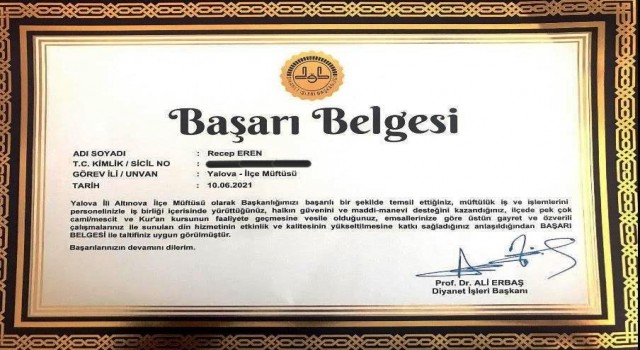 Başarı Belgesi
ADI SOYADI : Recep EREN
T.C. KİMLİK / SİCİL NO :
GÖREV İLİ / UNVAN : Yalova - İlçe Müftüsü
TARİH : 10.06.2021
Yalova İli Altınova İlçe Müftüsü olarak Başkanlığımızı başarılı bir şekilde temsil ettiğiniz, müftülük iş ve işlemlerini
personelinizle iş birliği içerisinde yürüttüğünüz, halkın güvenini ve maddi-manevi desteğini kazandığınız, ilçede pek çok
cami/mescit ve Kur'an kursunun faaliyete geçmesine vesile olduğunuz, emsallerinize göre üstün gayret ve özverili
çalışmalarınız ile sunulan din hizmetinin etkinlik ve kalitesinin yükseltilmesine katkı sağladığınız anlaşıldığından BAŞARI
BELGESİ ile taltifiniz uygun görülmüştür.
Başarılarınızın devamını dilerim.
Prof. Dr. ALİ ERBAŞ
Diyanet İşleri Başkanı